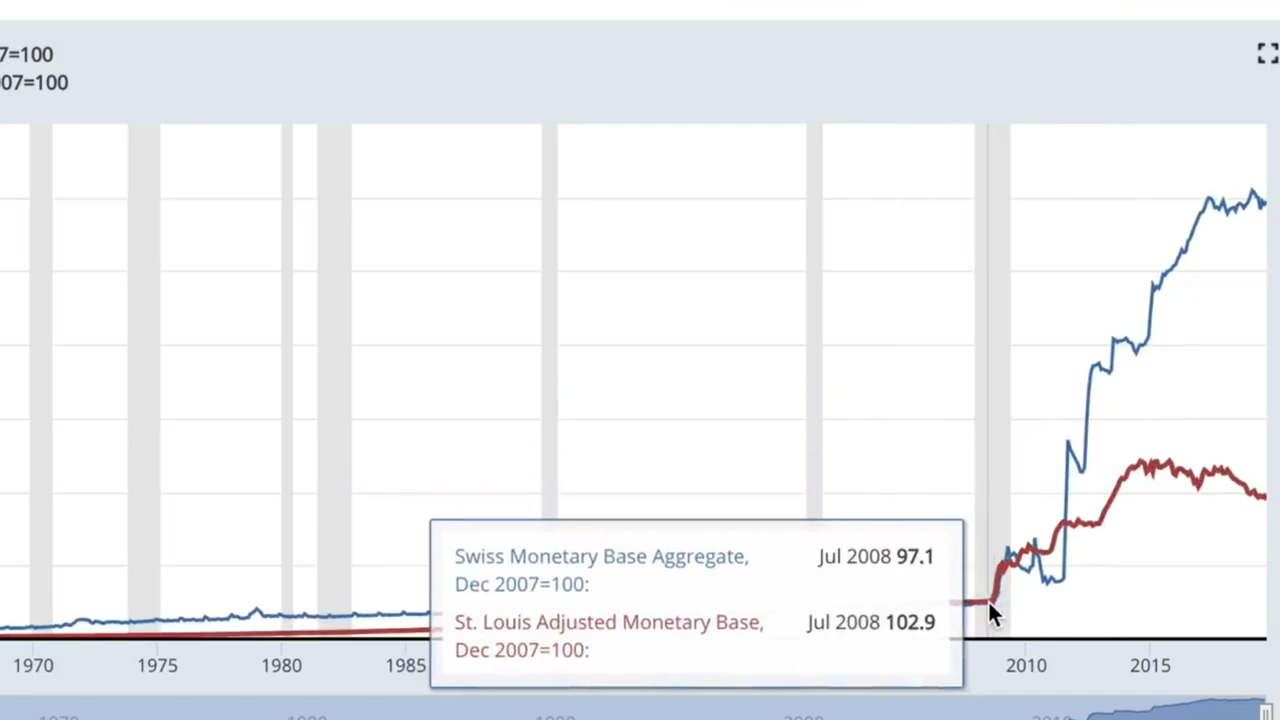 7=100
07=100
Swiss Monetary Base Aggregate, Jul 2008 97.1
Dec 2007=100:
St. Louis Adjusted Monetary Base, Jul 2008 102.9
Dec 2007=100:
1970 1975 1980 1985 2010 2015